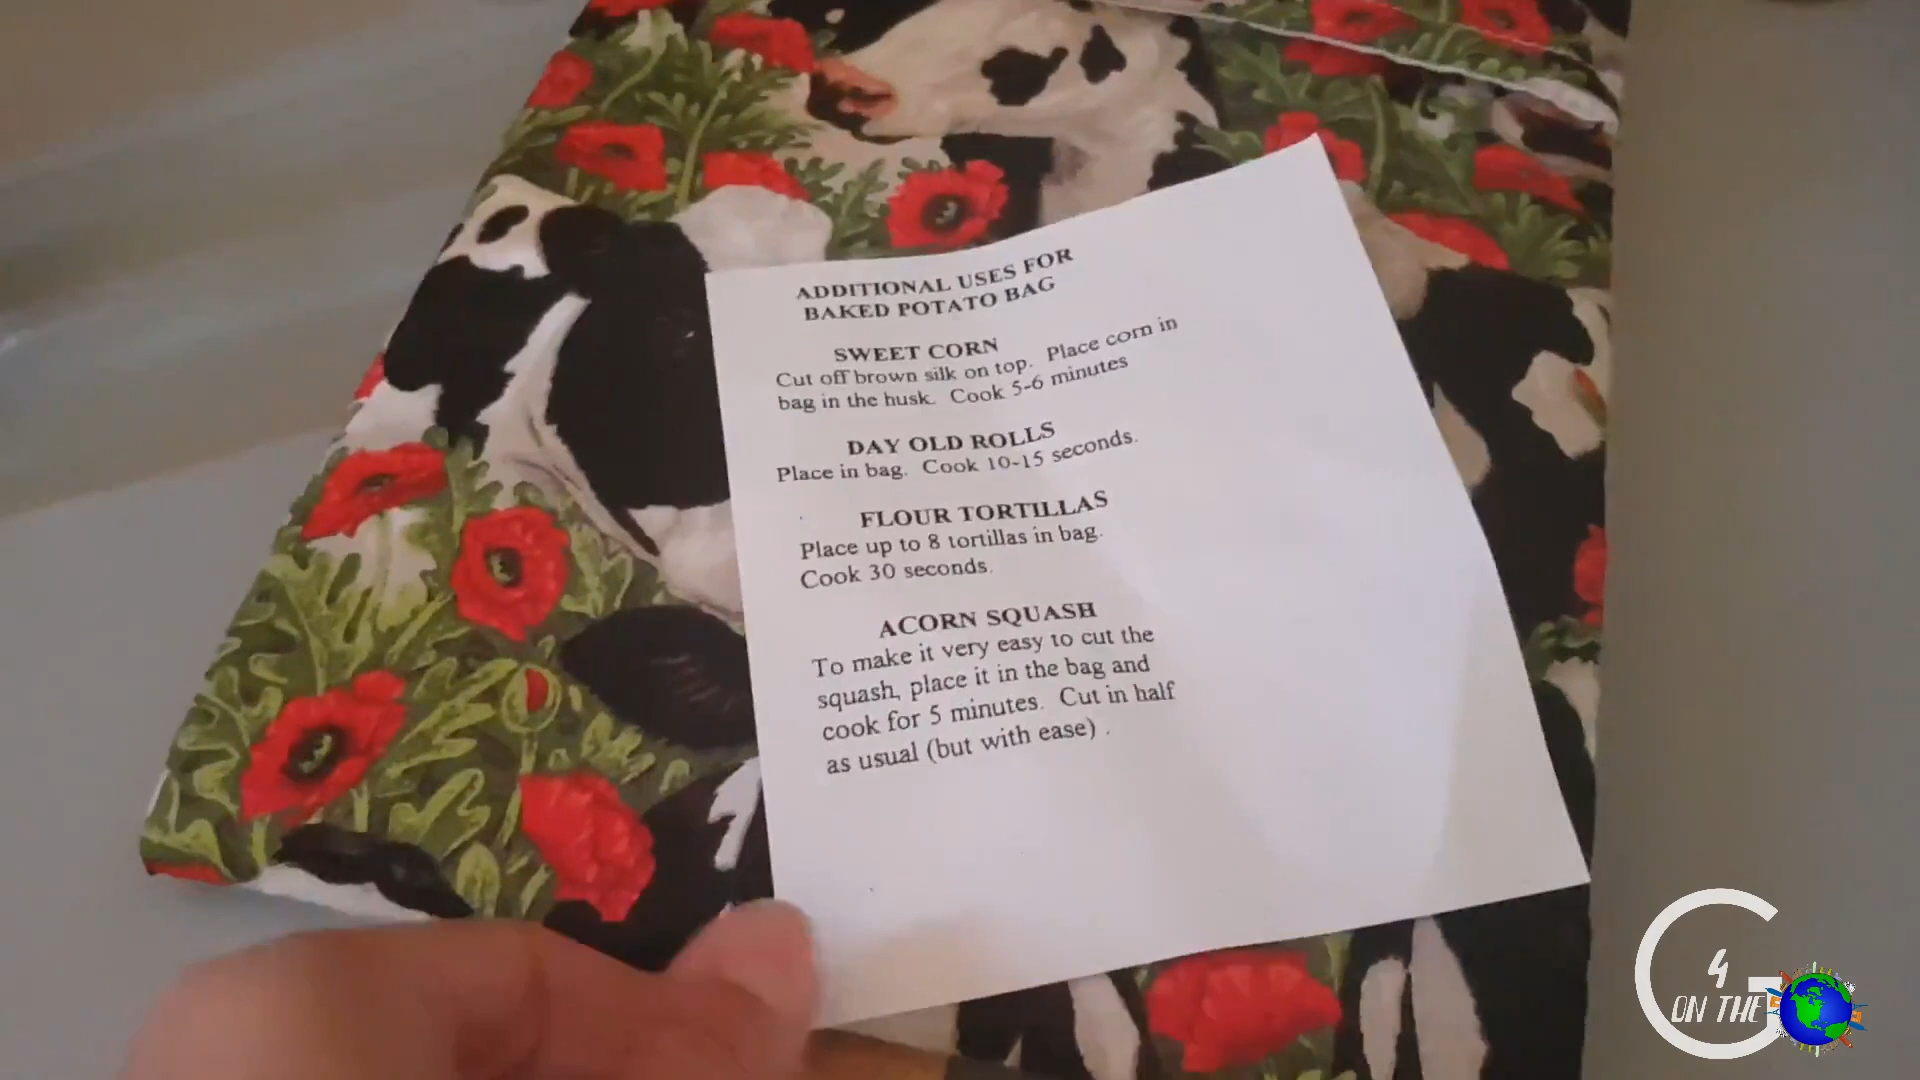 ADDITIONAL USES FOR
BAKED POTATO BAG
SWEET CORN
Cut off brown silk on top. Place corn in
bag in the husk. Cook 5-6 minutes
DAY OLD ROLLS
Place in bag. Cook 10-15 seconds.
FLOUR TORTILLAS
Place up to 8 tortillas in bag.
Cook 30 seconds.
ACORN SQUASH
To make it very easy to cut the
squash, place it in the bag and
cook for 5 minutes. Cut in half
as usual (but with ease) .
G
4
ON THE